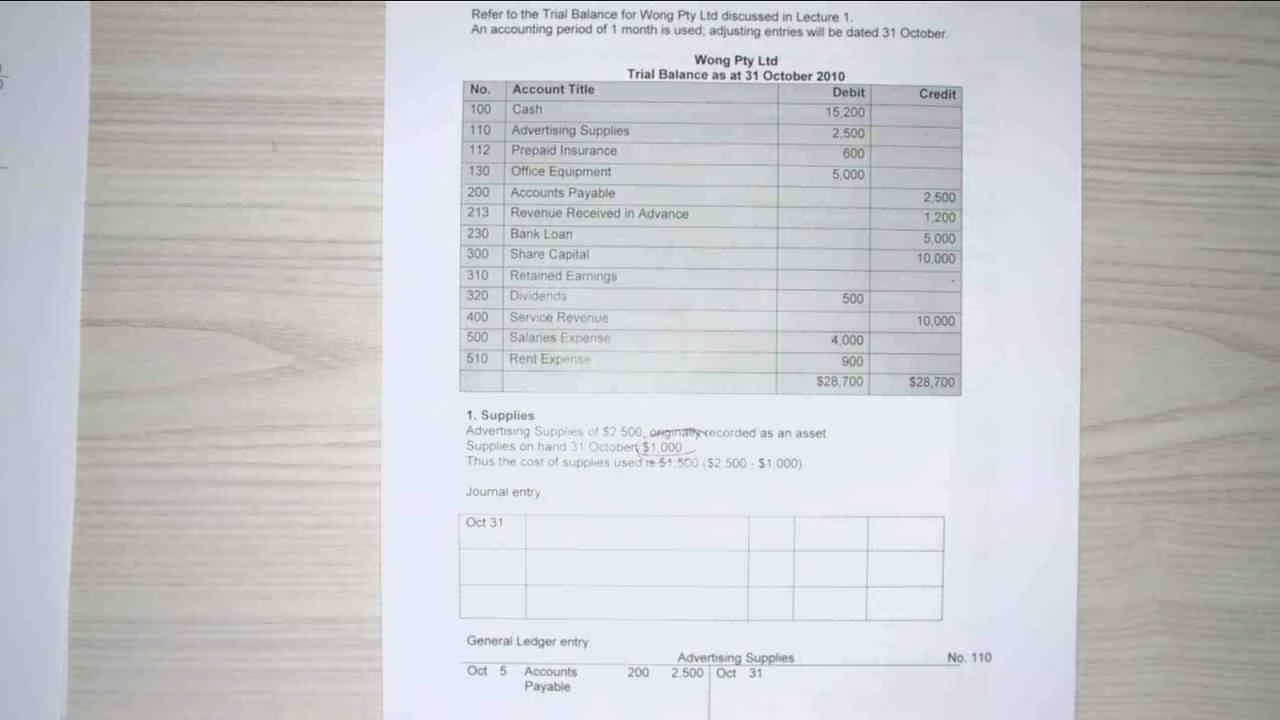 Refer to the Trial Balance for Wong Pty Ltd discussed in Lecture 1.
An accounting period of 1 month is used; adjusting entries will be dated 31 October.
Wong Pty Ltd
Trial Balance as at 31 October 2010
No. Account Title Debit Credit
100 Cash 15,200
110 Advertising Supplies 2,500
112 Prepaid Insurance 600
130 Office Equipment 5,000
200 Accounts Payable 2,500
213 Revenue Received in Advance 1,200
230 Bank Loan 5,000
300 Share Capital 10,000
310 Retained Earnings -
320 Dividends 500
400 Service Revenue 10,000
500 Salaries Expense 4,000
510 Rent Expense 900
$28,700 $28,700
1. Supplies
Advertising Supplies of $2 500, originally recorded as an asset
Supplies on hand 31 October $1,000
Thus the cost of supplies used is $1,500 ($2 500 - $1 000)
Journal entry
Oct 31
General Ledger entry
Advertising Supplies No. 110
Oct 5 Accounts 200 2,500 Oct 31
Payable